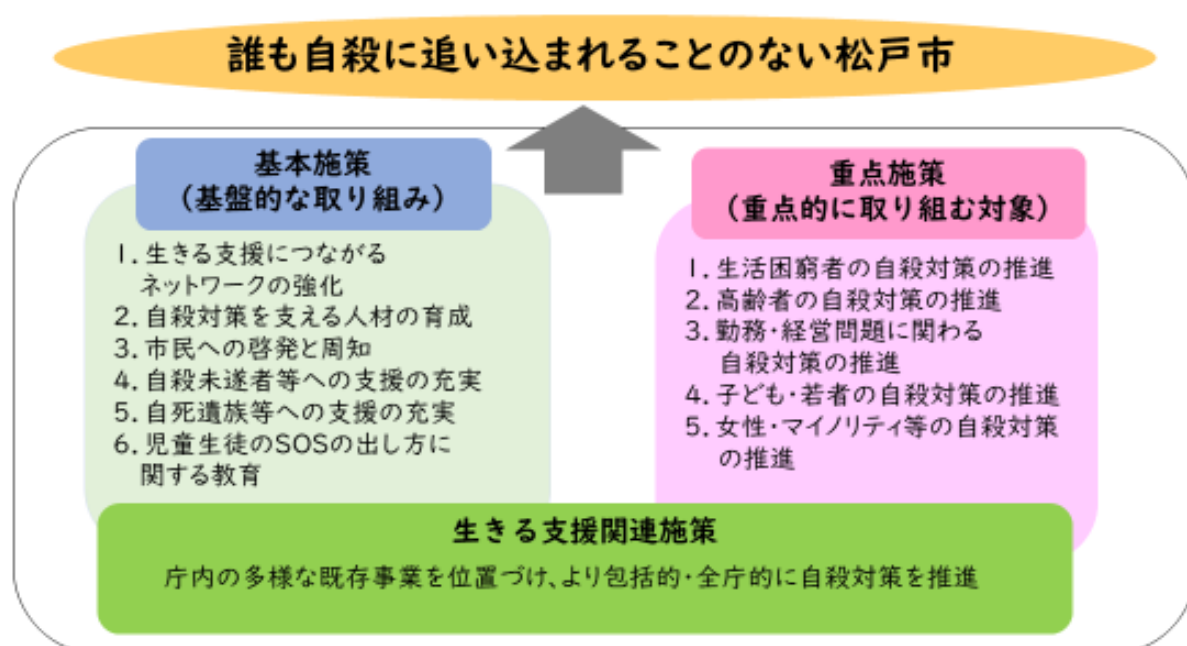 誰も自殺に追い込まれることのない松戸市
基本施策
（基盤的な取り組み）
1. 生きる支援につながる
ネットワークの強化
2. 自殺対策を支える人材の育成
3. 市民への啓発と周知
4. 自殺未遂者等への支援の充実
5. 自死遺族等への支援の充実
6. 児童生徒のSOSの出し方に
関する教育
重点施策
（重点的に取り組む対象）
1. 生活困窮者の自殺対策の推進
2. 高齢者の自殺対策の推進
3. 勤務・経営問題に関わる
自殺対策の推進
4. 子ども・若者の自殺対策の推進
5. 女性・マイノリティ等の自殺対策
の推進
生きる支援関連施策
庁内の多様な既存事業を位置づけ、より包括的・全庁的に自殺対策を推進